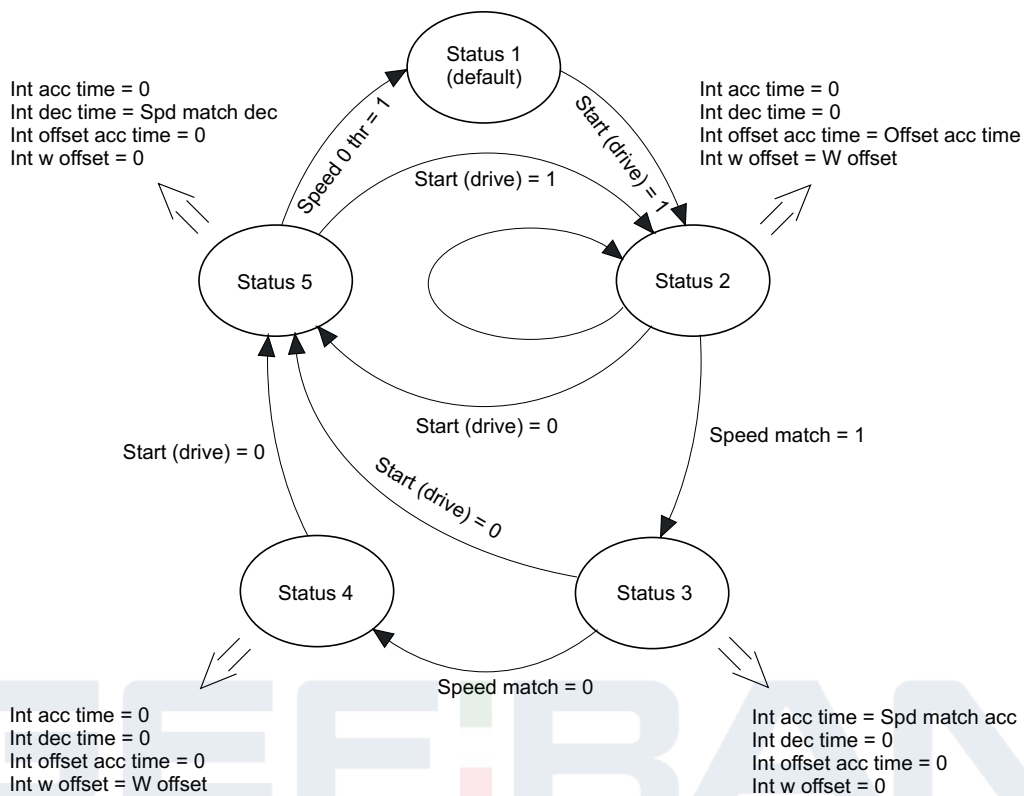 Status 1
(default)
Int acc time = 0
Int dec time = Spd match dec
Int offset acc time = 0
Int w offset = 0
Int acc time = 0
Int dec time = 0
Int offset acc time = Offset acc time
Int w offset = W offset
Speed 0 thr = 1
Start (drive) = 1
Start (drive) = 1
Status 5
Status 2
Start (drive) = 0
Speed match = 1
Start (drive) = 0
Start (drive) = 0
Status 4
Status 3
Speed match = 0
Int acc time = 0
Int dec time = 0
Int offset acc time = 0
Int w offset = W offset
Int acc time = Spd match acc
Int dec time = 0
Int offset acc time = 0
Int w offset = 0